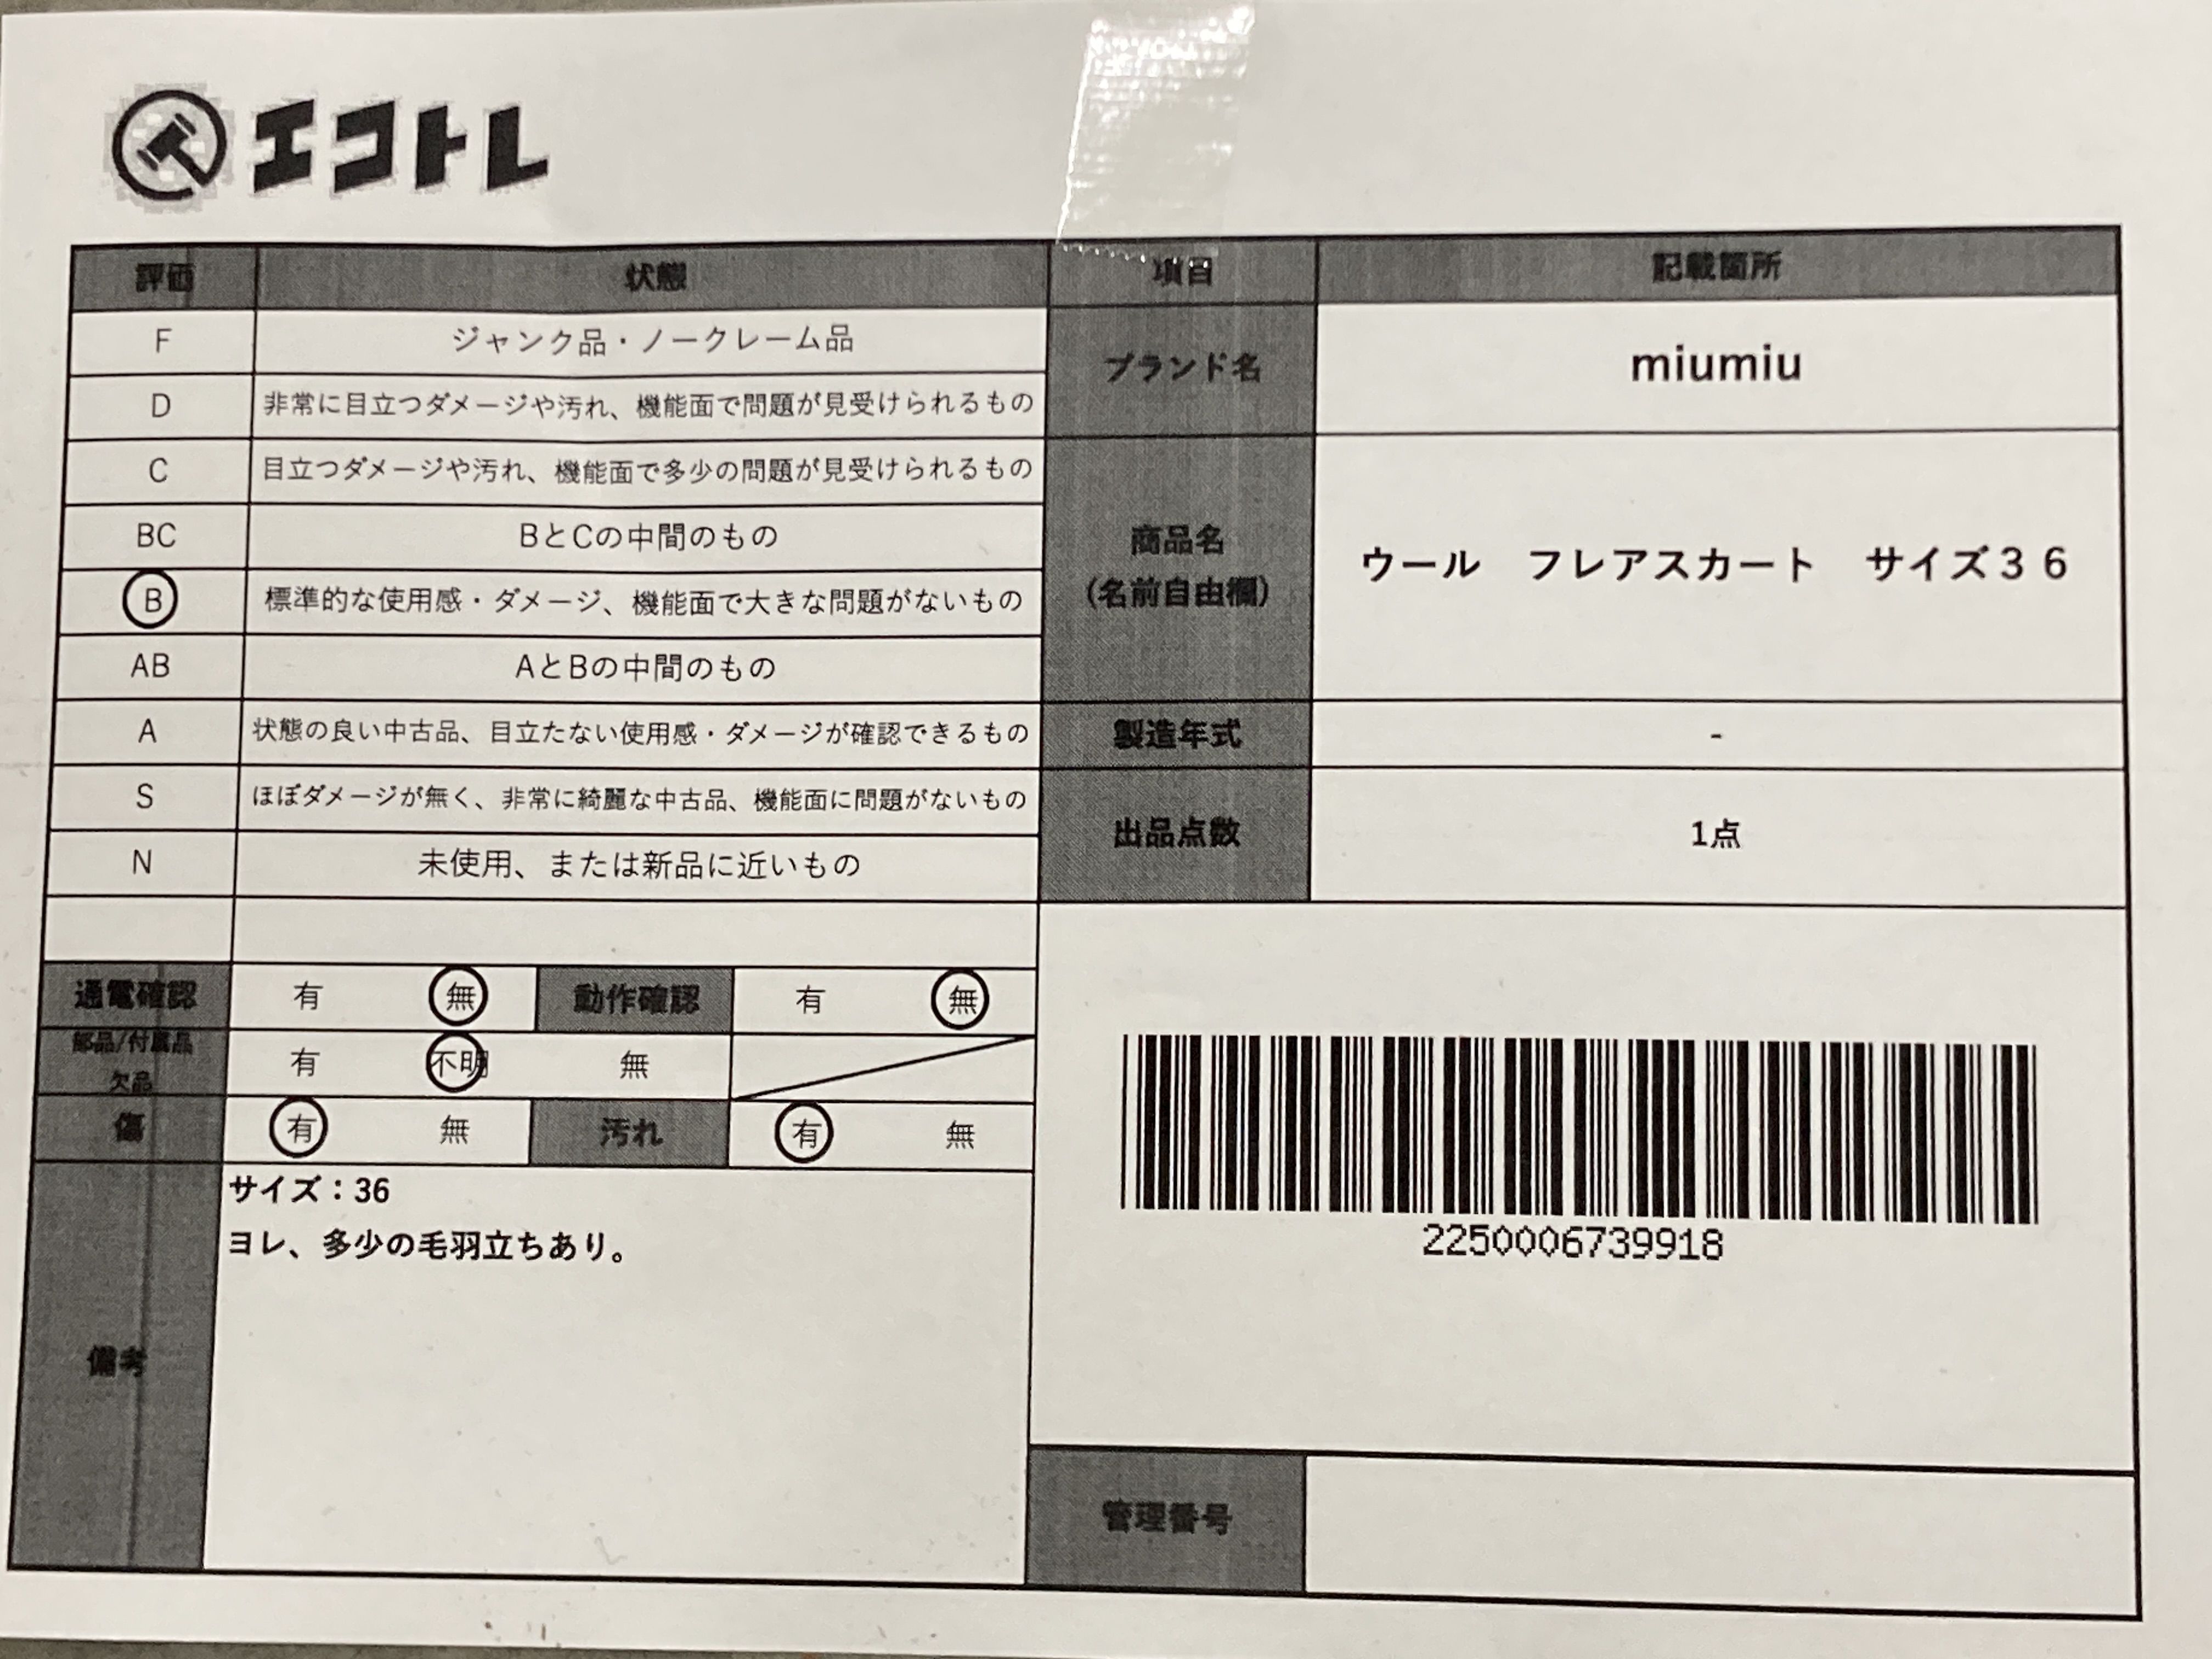 エコトレ
評価 状態
F ジャンク品・ノークレーム品
D 非常に目立つダメージや汚れ、機能面で問題が見受けられるもの
C 目立つダメージや汚れ、機能面で多少の問題が見受けられるもの
BC BとCの中間のもの
B 標準的な使用感・ダメージ、機能面で大きな問題がないもの
AB AとBの中間のもの
A 状態の良い中古品、目立たない使用感・ダメージが確認できるもの
S ほぼダメージが無く、非常に綺麗な中古品、機能面に問題がないもの
N 未使用、または新品に近いもの
通電確認 有 無 動作確認 有 無
部品/付属品
欠品
有 不明 無
傷 有 無 汚れ 有 無
備考
サイズ：36
ヨレ、多少の毛羽立ちあり。
項目 記載箇所
ブランド名 miumiu
商品名
(名前自由欄)
ウール フレアスカート サイズ３６
製造年式 -
出品点数 1点
2250006739918
管理番号